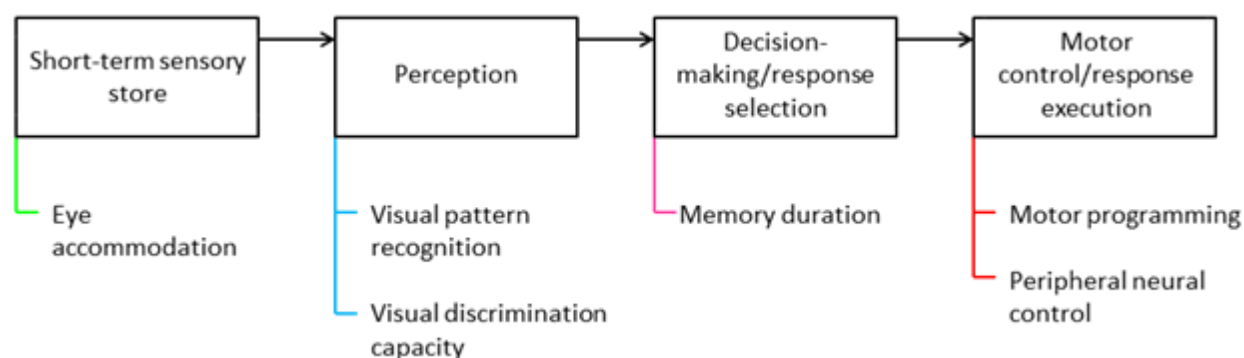 Short-term sensory
store
Perception
Decision-
making/response
selection
Motor
control/response
execution
Eye
accommodation
Visual pattern
recognition
Visual discrimination
capacity
Memory duration
Motor programming
Peripheral neural
control